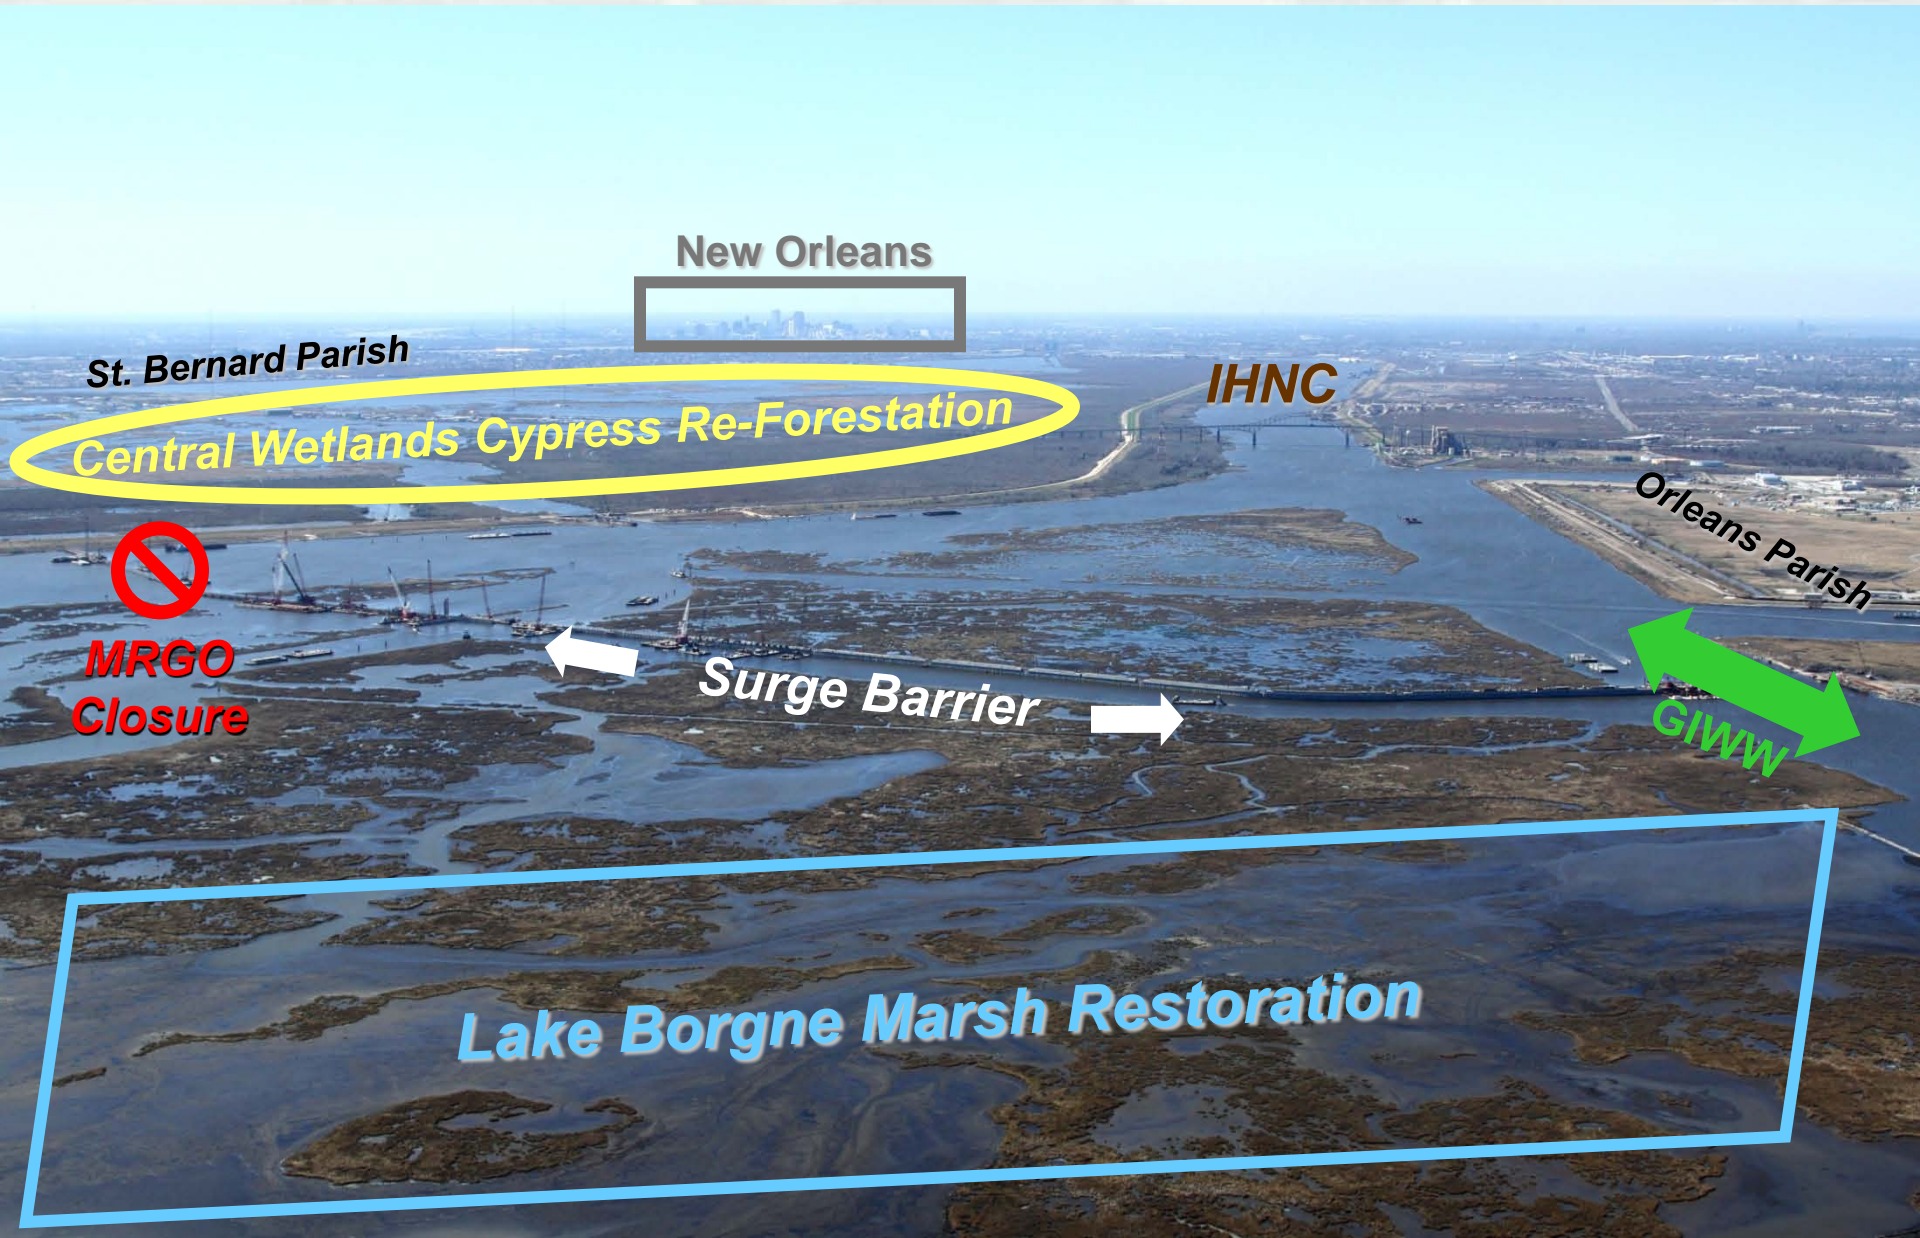 New Orleans
St. Bernard Parish
IHNC
Central Wetlands Cypress Re-Forestation
Orleans Parish
MRGO
Closure
Surge Barrier
GIWW
Lake Borgne Marsh Restoration